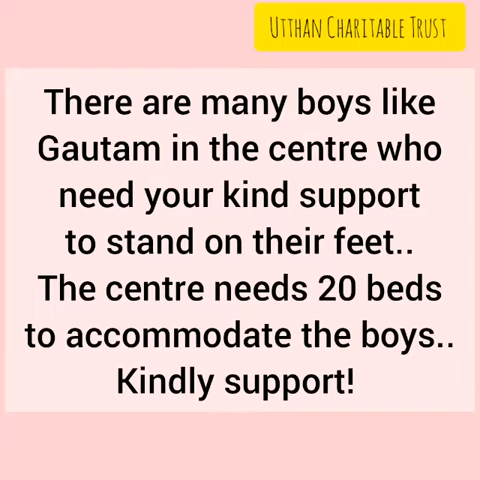 UTTHAN CHARITABLE TRUST
There are many boys like
Gautam in the centre who
need your kind support
to stand on their feet..
The centre needs 20 beds
to accommodate the boys..
Kindly support!